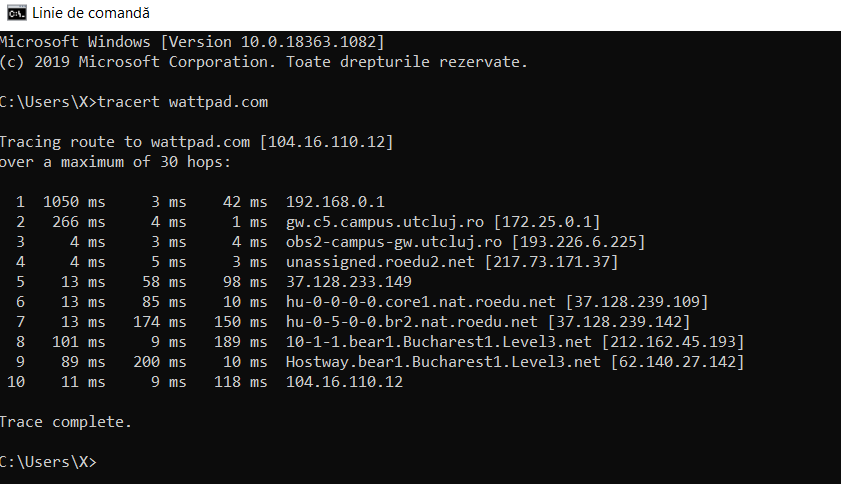 Linie de comandă
Microsoft Windows [Version 10.0.18363.1082]
(c) 2019 Microsoft Corporation. Toate drepturile rezervate.
C:\Users\X>tracert wattpad.com
Tracing route to wattpad.com [104.16.110.12]
over a maximum of 30 hops:
1 1050 ms 3 ms 42 ms 192.168.0.1
2 266 ms 4 ms 1 ms gw.c5.campus.utcluj.ro [172.25.0.1]
3 4 ms 3 ms 4 ms obs2-campus-gw.utcluj.ro [193.226.6.225]
4 4 ms 5 ms 3 ms unassigned.roedu2.net [217.73.171.37]
5 13 ms 58 ms 98 ms 37.128.233.149
6 13 ms 85 ms 10 ms hu-0-0-0-0.core1.nat.roedu.net [37.128.239.109]
7 13 ms 174 ms 150 ms hu-0-5-0-0.br2.nat.roedu.net [37.128.239.142]
8 101 ms 9 ms 189 ms 10-1-1.bear1.Bucharest1.Level3.net [212.162.45.193]
9 89 ms 200 ms 10 ms Hostway.bear1.Bucharest1.Level3.net [62.140.27.142]
10 11 ms 9 ms 118 ms 104.16.110.12
Trace complete.
C:\Users\X>